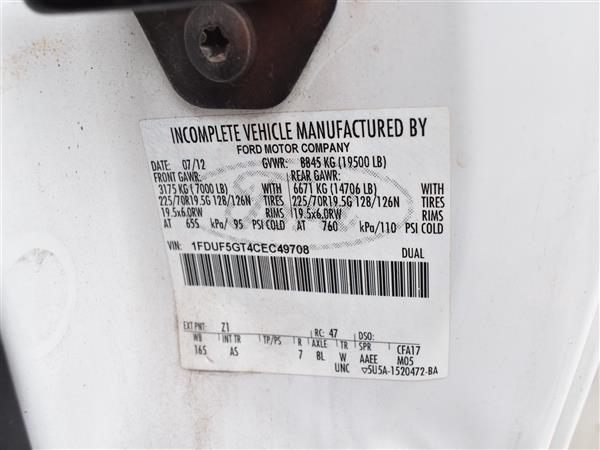 INCOMPLETE VEHICLE MANUFACTURED BY
FORD MOTOR COMPANY
DATE: 07/12 GVWR: 8845 KG (19500 LB)
FRONT GAWR: REAR GAWR:
3175 KG (7000 LB) WITH 6671 KG (14706 LB) WITH
225/70R19.5G 128/126N TIRES 225/70R19.5G 128/126N TIRES
19.5x6.0RW RIMS 19.5x6.0RW RIMS
AT 655 kPa/ 95 PSI COLD AT 760 kPa/110 PSI COLD
VIN: 1FDUF5GT4CEC49708 DUAL
EXT PNT: Z1 RC: 47 DSO:
WB INT TR TP/PS R AXLE TR SPR CFA17
165 AS 7 BL W AAEE M05
UNC ▽5U5A-1520472-BA